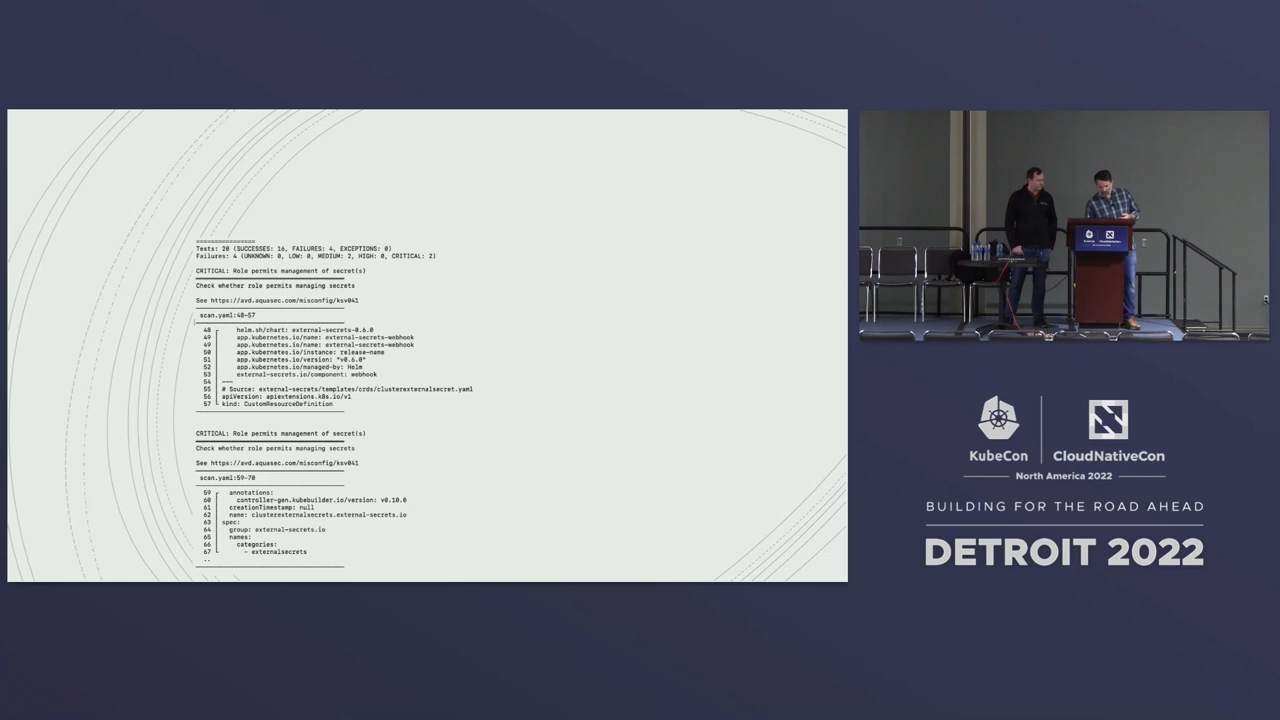 ================
Tests: 20 (SUCCESSES: 16, FAILURES: 4, EXCEPTIONS: 0)
Failures: 4 (UNKNOWN: 0, LOW: 0, MEDIUM: 2, HIGH: 0, CRITICAL: 2)
CRITICAL: Role permits management of secret(s)
Check whether role permits managing secrets
See https://avd.aquasec.com/misconfig/ksv041
scan.yaml:48-57
48 helm.sh/chart: external-secrets-0.6.0
49 app.kubernetes.io/name: external-secrets-webhook
49 app.kubernetes.io/name: external-secrets-webhook
50 app.kubernetes.io/instance: release-name
51 app.kubernetes.io/version: "v0.6.0"
52 app.kubernetes.io/managed-by: Helm
53 external-secrets.io/component: webhook
54 ---
55 # Source: external-secrets/templates/crds/clusterexternalsecret.yaml
56 apiVersion: apiextensions.k8s.io/v1
57 kind: CustomResourceDefinition
CRITICAL: Role permits management of secret(s)
Check whether role permits managing secrets
See https://avd.aquasec.com/misconfig/ksv041
scan.yaml:59-70
59 annotations:
60 controller-gen.kubebuilder.io/version: v0.10.0
61 creationTimestamp: null
62 name: clusterexternalsecrets.external-secrets.io
63 spec:
64 group: external-secrets.io
65 names:
66 categories:
67 - externalsecrets
..
KubeCon
CloudNativeCon
North America 2022
BUILDING FOR THE ROAD AHEAD
DETROIT 2022